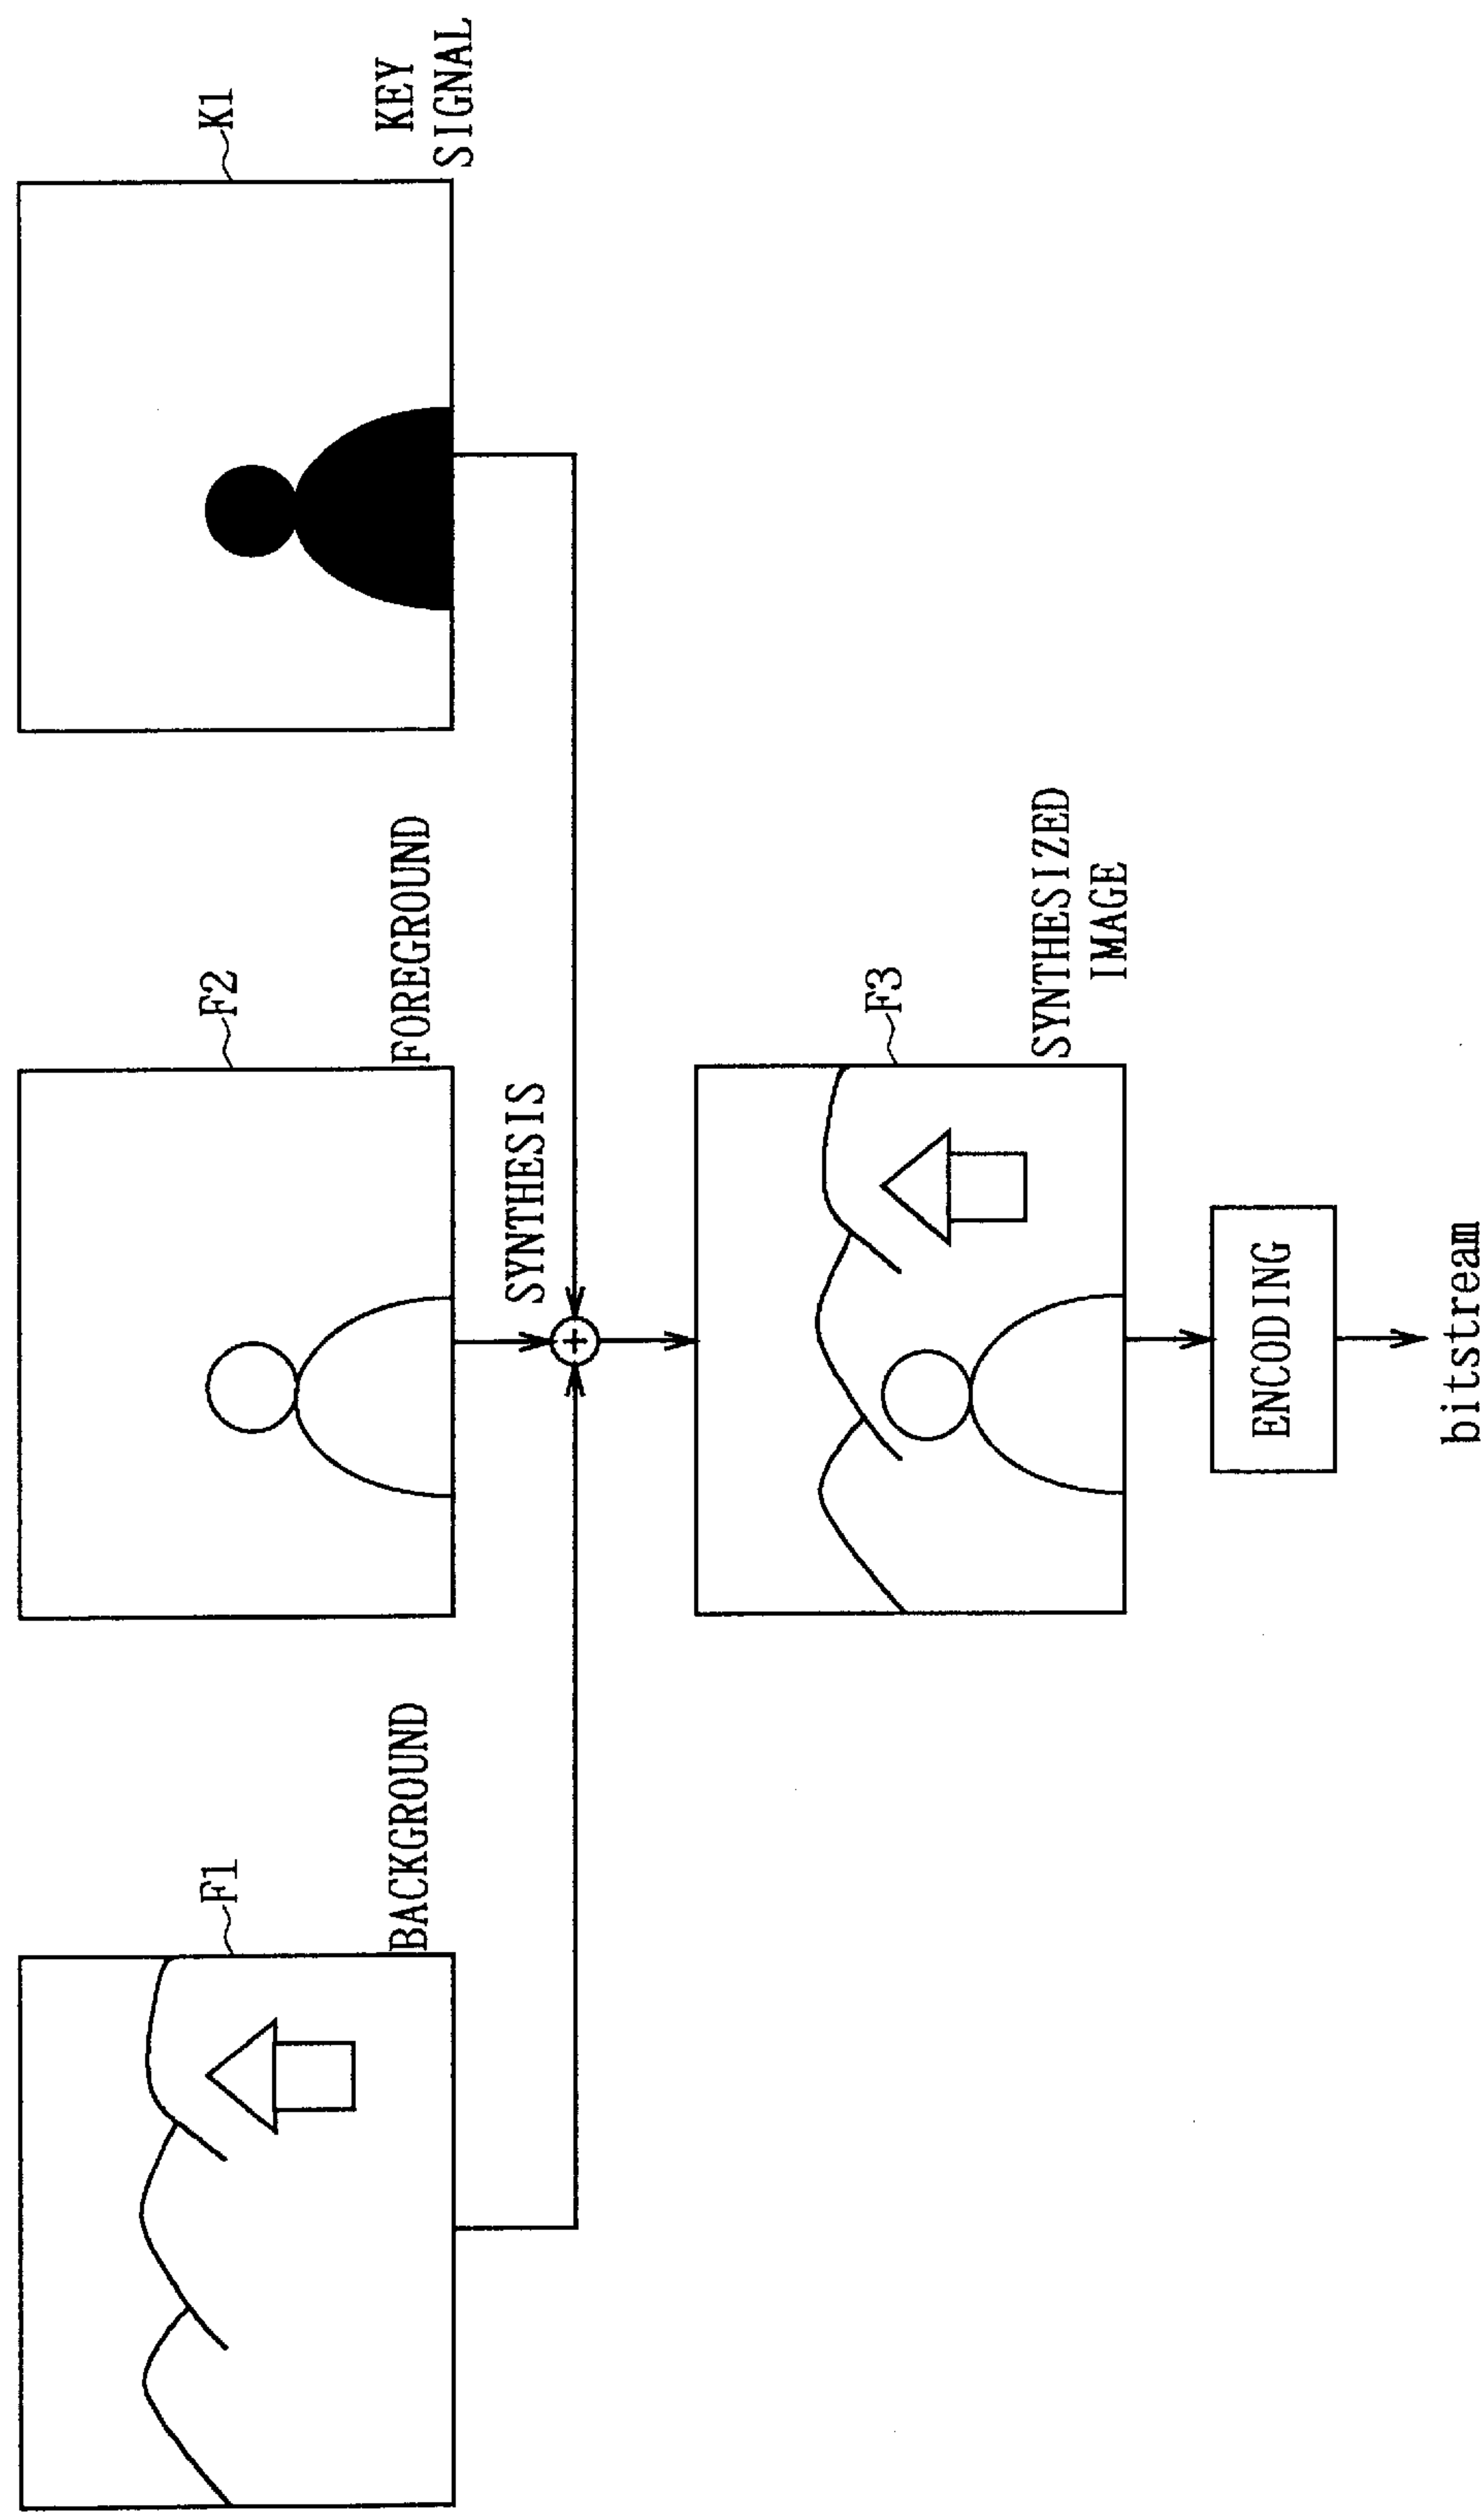 F1
BACKGROUND
F2
FOREGROUND
K1
KEY
SIGNAL
SYNTHESIS
F3
SYNTHESIZED
IMAGE
ENCODING
bitstream